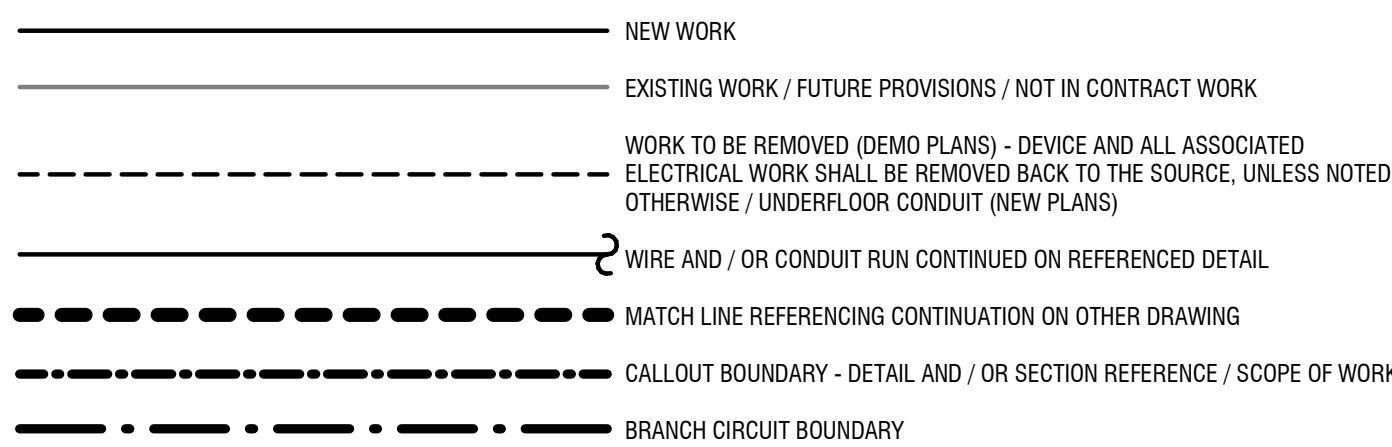 NEW WORK
EXISTING WORK / FUTURE PROVISIONS / NOT IN CONTRACT WORK
WORK TO BE REMOVED (DEMO PLANS) - DEVICE AND ALL ASSOCIATED
ELECTRICAL WORK SHALL BE REMOVED BACK TO THE SOURCE, UNLESS NOTED
OTHERWISE / UNDERFLOOR CONDUIT (NEW PLANS)
WIRE AND / OR CONDUIT RUN CONTINUED ON REFERENCED DETAIL
MATCH LINE REFERENCING CONTINUATION ON OTHER DRAWING
CALLOUT BOUNDARY - DETAIL AND / OR SECTION REFERENCE / SCOPE OF WORK
BRANCH CIRCUIT BOUNDARY